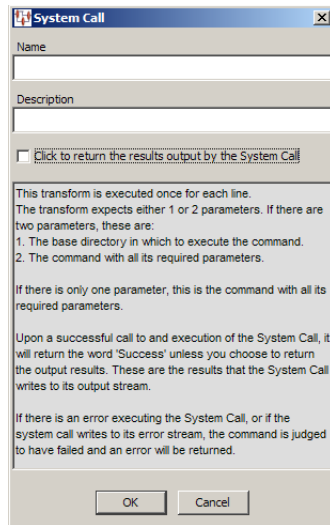 System Call
Name
Description
Click to return the results output by the System Call
This transform is executed once for each line.
The transform expects either 1 or 2 parameters. If there are
two parameters, these are:
1. The base directory in which to execute the command.
2. The command with all its required parameters.
If there is only one parameter, this is the command with all its
required parameters.
Upon a successful call to and execution of the System Call, it
will return the word 'Success' unless you choose to return
the output results. These are the results that the System Call
writes to its output stream.
If there is an error executing the System Call, or if the
system call writes to its error stream, the command is judged
to have failed and an error will be returned.
OK Cancel